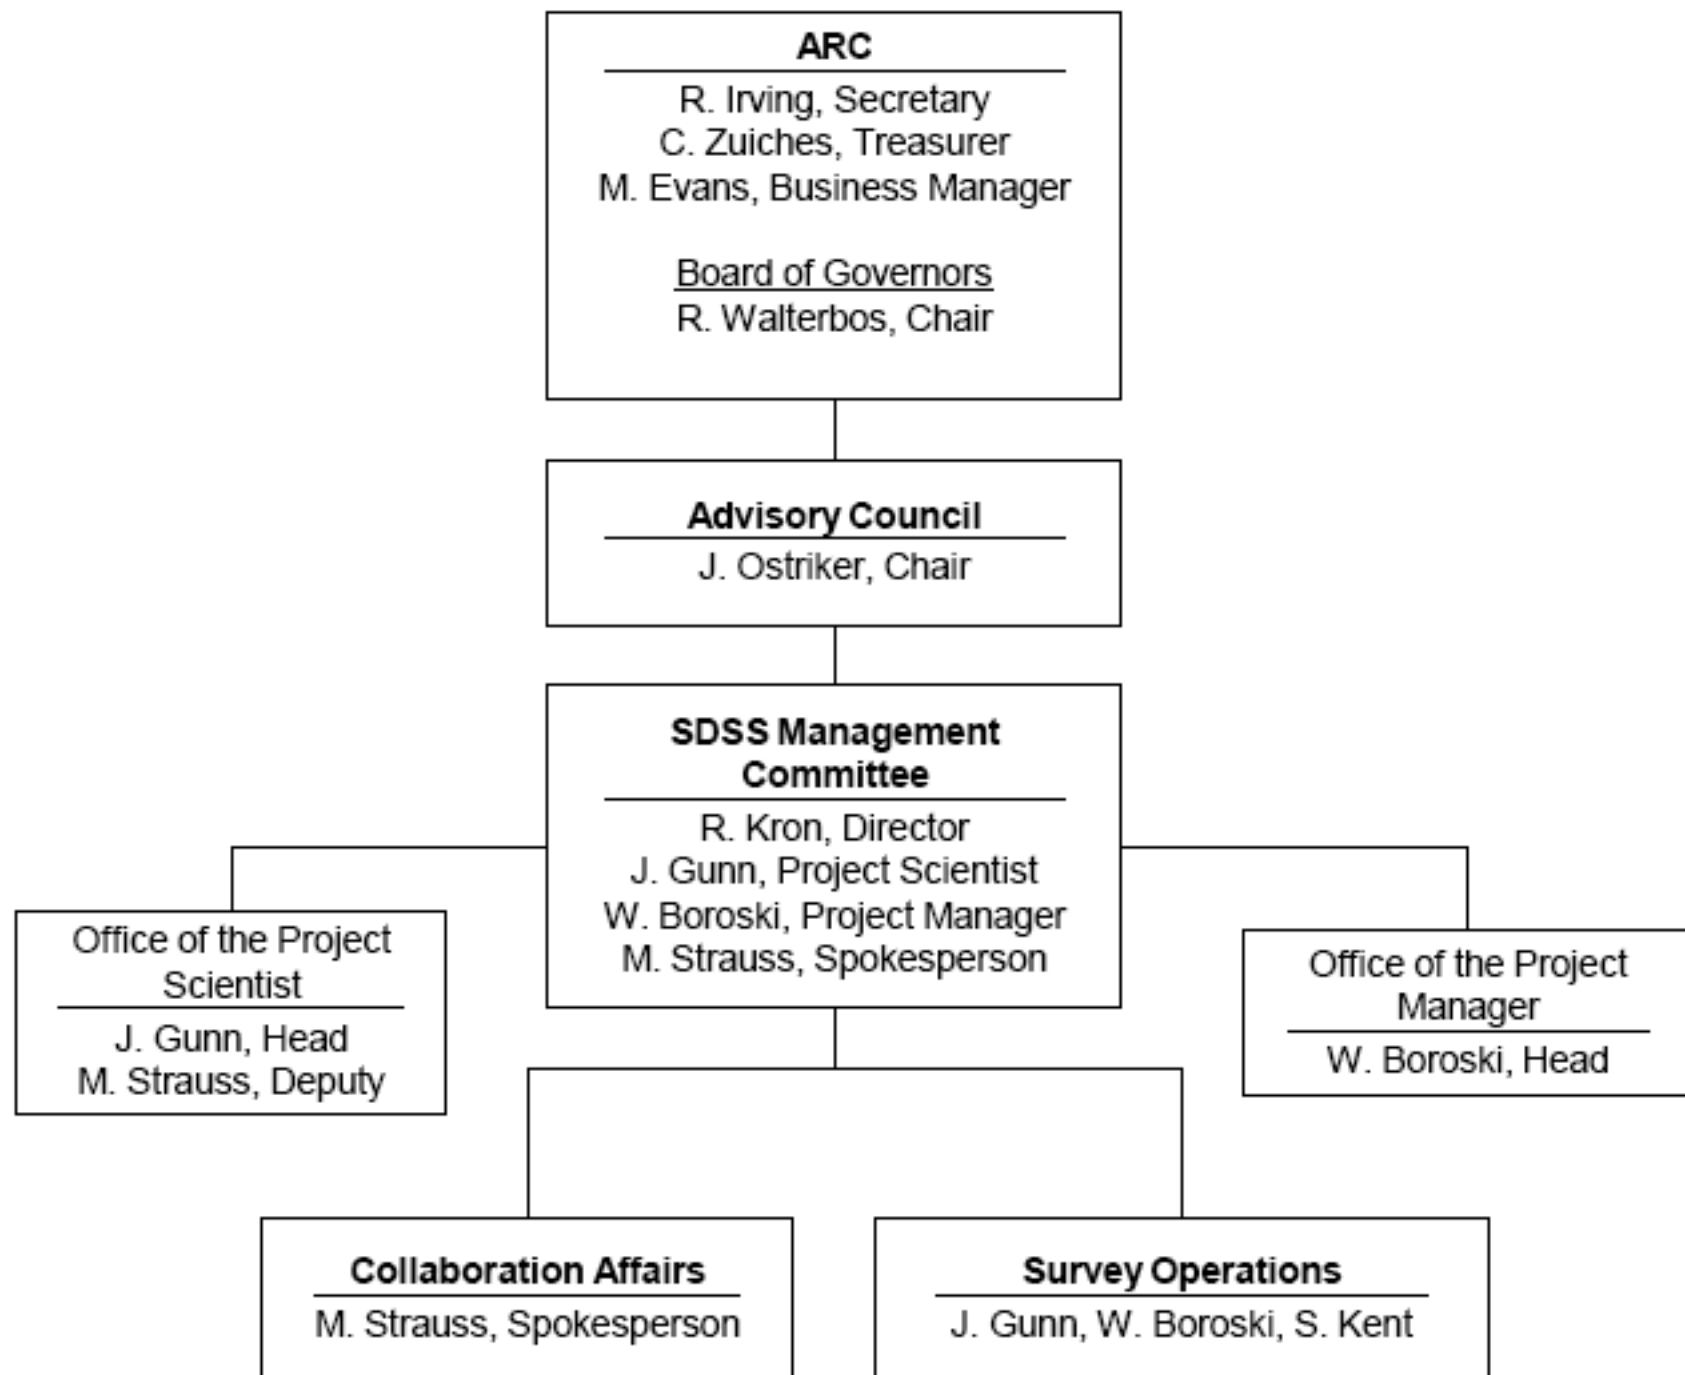 ARC
R. Irving, Secretary
C. Zuiches, Treasurer
M. Evans, Business Manager
Board of Governors
R. Walterbos, Chair
Advisory Council
J. Ostriker, Chair
SDSS Management
Committee
R. Kron, Director
J. Gunn, Project Scientist
W. Boroski, Project Manager
M. Strauss, Spokesperson
Office of the Project
Scientist
J. Gunn, Head
M. Strauss, Deputy
Office of the Project
Manager
W. Boroski, Head
Collaboration Affairs
M. Strauss, Spokesperson
Survey Operations
J. Gunn, W. Boroski, S. Kent